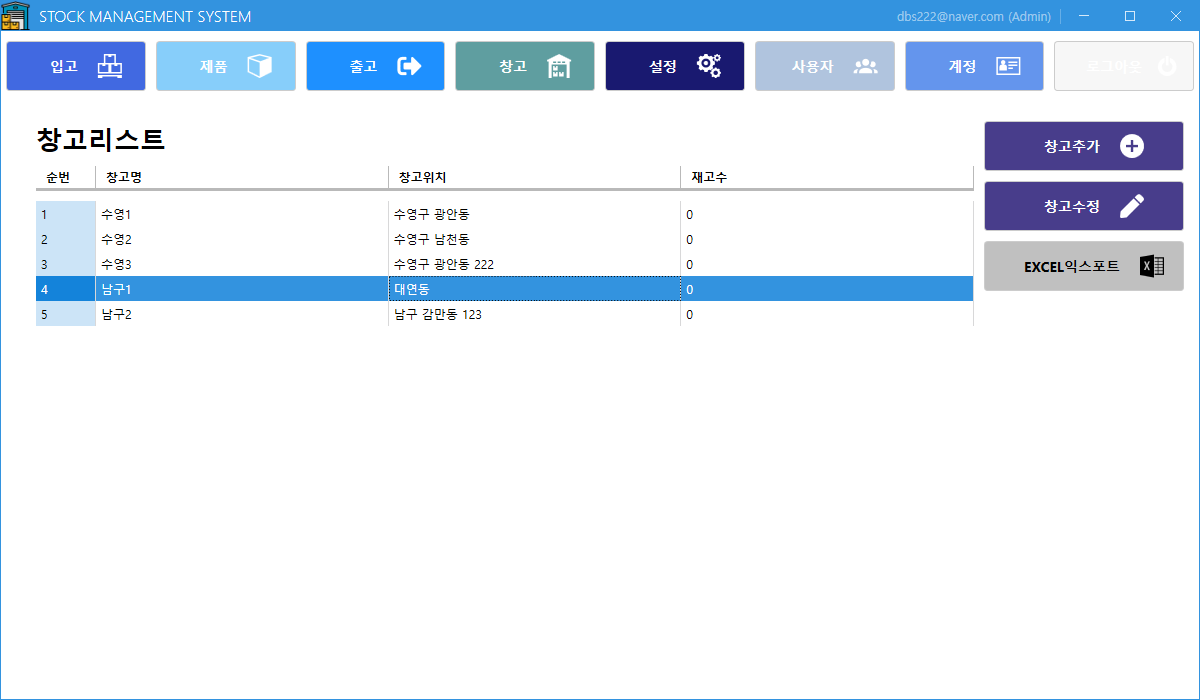 STOCK MANAGEMENT SYSTEM dbs222@naver.com (Admin)
입고 제품 출고 창고 설정 사용자 계정 로그아웃
창고리스트
창고추가
순번 창고명 창고위치 재고수
1 수영1 수영구 광안동 0
창고수정
2 수영2 수영구 남천동 0
3 수영3 수영구 광안동 222 0
EXCEL익스포트
4 남구1 대연동 0
5 남구2 남구 감만동 123 0